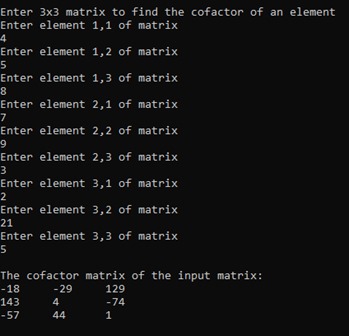 Enter 3x3 matrix to find the cofactor of an element
Enter element 1,1 of matrix
4
Enter element 1,2 of matrix
5
Enter element 1,3 of matrix
8
Enter element 2,1 of matrix
7
Enter element 2,2 of matrix
9
Enter element 2,3 of matrix
3
Enter element 3,1 of matrix
2
Enter element 3,2 of matrix
21
Enter element 3,3 of matrix
5
The cofactor matrix of the input matrix:
-18 -29 129
143 4 -74
-57 44 1